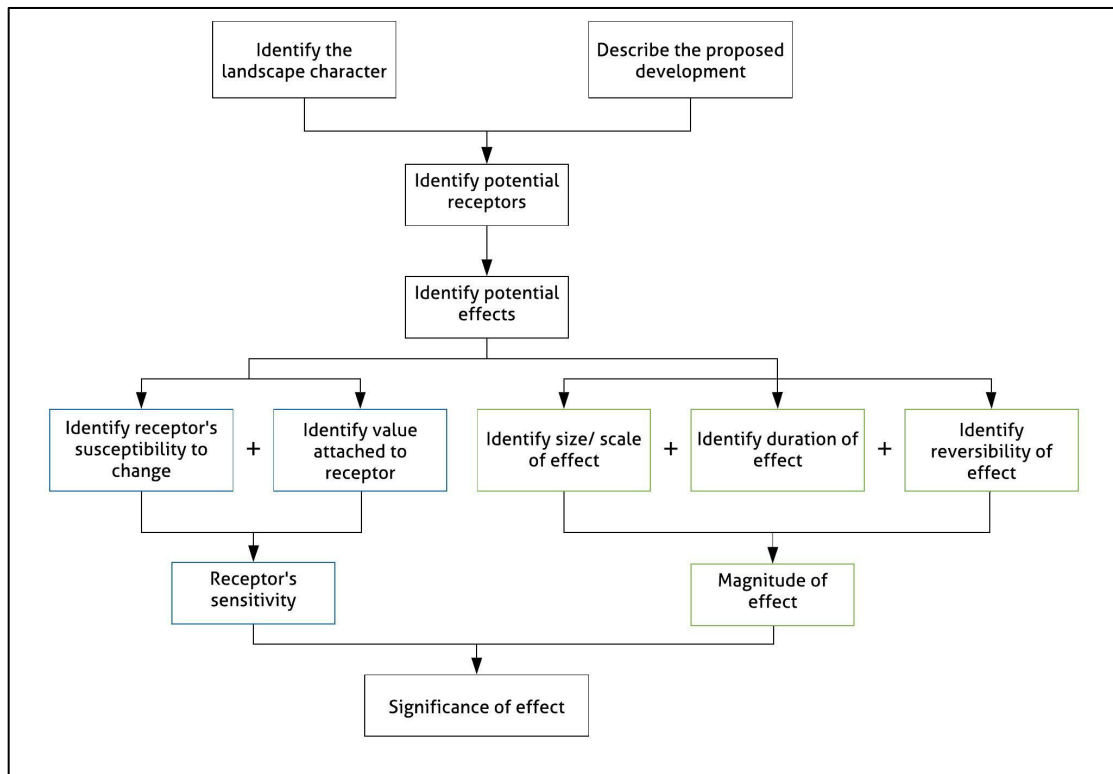 Identify the
landscape character
Describe the proposed
development
Identify potential
receptors
Identify potential
effects
Identify receptor's
susceptibility to
change
+
Identify value
attached to
receptor
Identify size/ scale
of effect
+
Identify duration of
effect
+
Identify
reversibility of
effect
Receptor's
sensitivity
Magnitude of
effect
Significance of effect